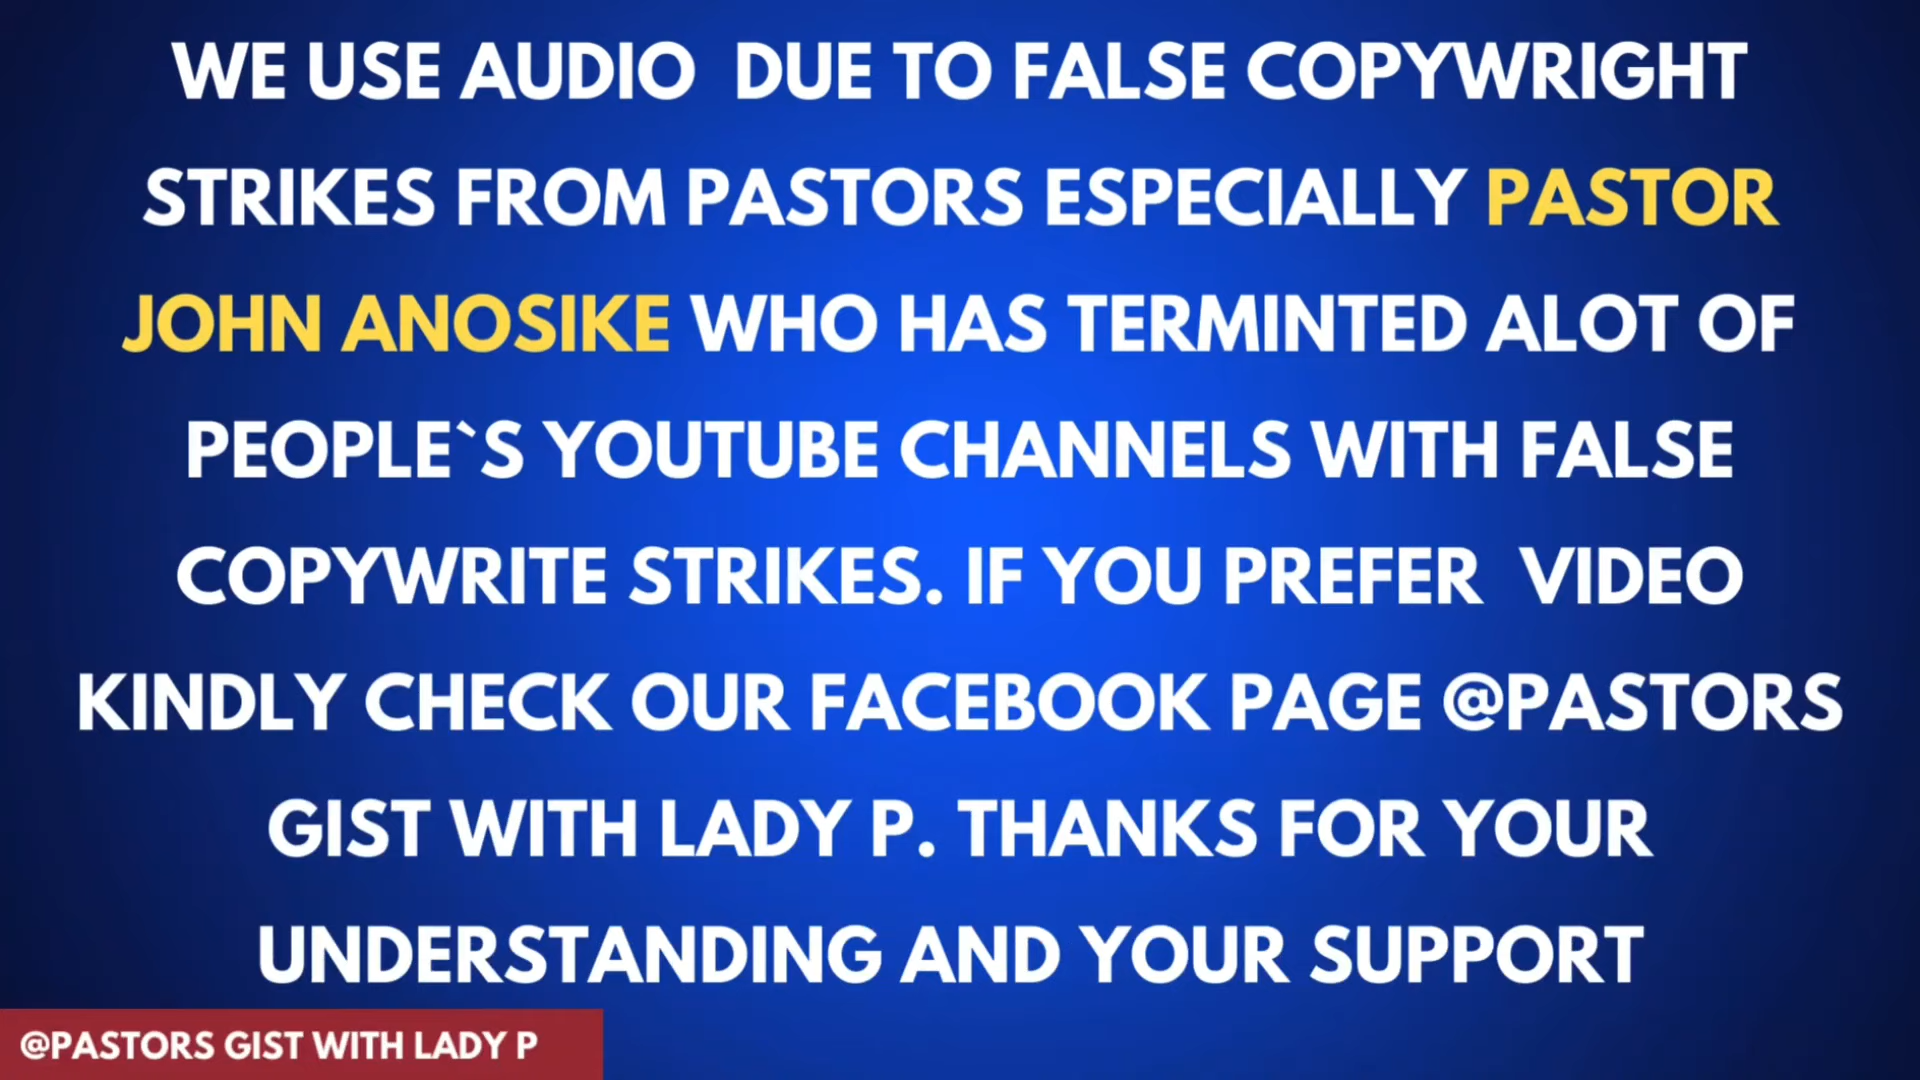 WE USE AUDIO  DUE TO FALSE COPYWRIGHT
STRIKES FROM PASTORS ESPECIALLY PASTOR
JOHN ANOSIKE WHO HAS TERMINTED ALOT OF
PEOPLE`S YOUTUBE CHANNELS WITH FALSE
COPYWRITE STRIKES. IF YOU PREFER  VIDEO
KINDLY CHECK OUR FACEBOOK PAGE @PASTORS
GIST WITH LADY P. THANKS FOR YOUR
UNDERSTANDING AND YOUR SUPPORT
@PASTORS GIST WITH LADY P